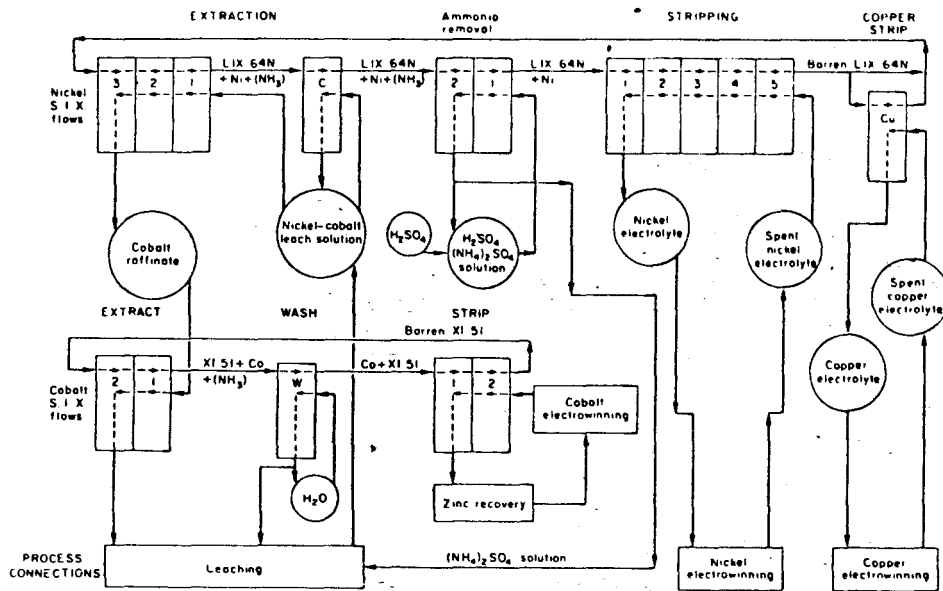 EXTRACTION
Ammonia
removal
STRIPPING
COPPER
STRIP
Nickel
S.I.X
flows
3
2
1
LIX 64N
+Ni+(NH3)
C
LIX 64N
+Ni+(NH3)
2
1
LIX 64N
+Ni
1
2
3
4
5
Barren LIX 64N
Cu
Cobalt
raffinate
Nickel-cobalt
leach solution
H2SO4
H2SO4
(NH4)2SO4
solution
Nickel
electrolyte
Spent
nickel
electrolyte
Spent
copper
electrolyte
Copper
electrolyte
EXTRACT
WASH
STRIP
Barren XI 51
Cobalt
S.I.X
flows
2
1
XI 51+Co
+(NH3)
W
Co+XI 51
1
2
Cobalt
electrowinning
H2O
Zinc recovery
PROCESS
CONNECTIONS
Leaching
(NH4)2SO4 solution
Nickel
electrowinning
Copper
electrowinning